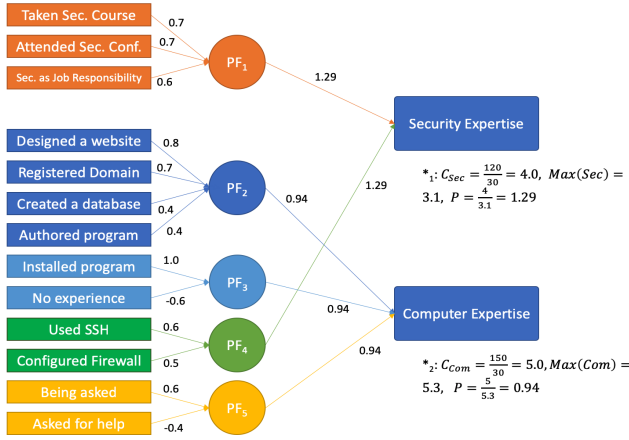 Taken Sec. Course
0.7
Attended Sec. Conf.
0.7
Sec. as Job Responsibility
0.6
PF₁
1.29
Security Expertise
*₁: C_Sec = 120/30 = 4.0, Max(Sec) =
3.1, P = 4/3.1 = 1.29
Designed a website
0.8
Registered Domain
0.7
Created a database
0.4
Authored program
0.4
PF₂
0.94
1.29
Installed program
1.0
No experience
-0.6
PF₃
0.94
Computer Expertise
*₂: C_Com = 150/30 = 5.0, Max(Com) =
5.3, P = 5/5.3 = 0.94
Used SSH
0.6
Configured Firewall
0.5
PF₄
Being asked
0.6
Asked for help
-0.4
PF₅
0.94